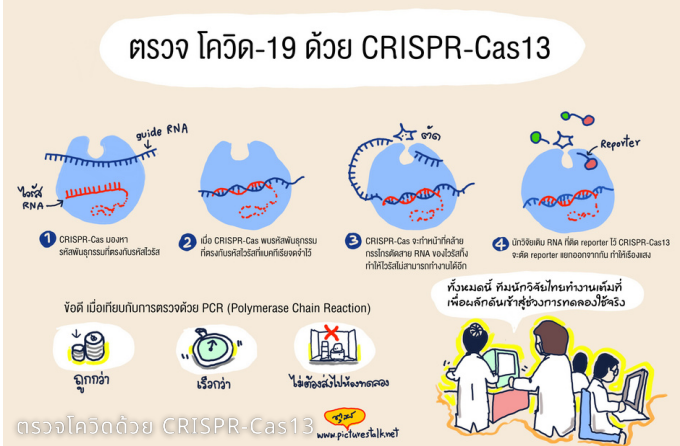 ตรวจ โควิด-19 ด้วย CRISPR-Cas13
guide RNA
ไวรัส
RNA
ตัด
Reporter
1 CRISPR-Cas มองหา
รหัสพันธุกรรมที่ตรงกับรหัสไวรัส
2 เมื่อ CRISPR-Cas พบรหัสพันธุกรรม
ที่ตรงกับรหัสไวรัสที่แบคทีเรียจดจำไว้
3 CRISPR-Cas จะทำหน้าที่คล้าย
กรรไกรตัดสาย RNA ของไวรัสทิ้ง
ทำให้ไวรัสไม่สามารถทำงานได้อีก
4 นักวิจัยเติม RNA ที่ติด reporter ไว้ CRISPR-Cas13
จะตัด reporter แยกออกจากกัน ทำให้เรืองแสง
ข้อดี เมื่อเทียบกับการตรวจด้วย PCR (Polymerase Chain Reaction)
ถูกกว่า
เร็วกว่า
ไม่ต้องส่งไปห้องทดลอง
ทั้งหมดนี้ ทีมนักวิจัยไทยทำงานเต็มที่
เพื่อผลักดันเข้าสู่ช่วงการทดลองใช้จริง
www.picturestalk.net
ตรวจโควิดด้วย CRISPR-Cas13